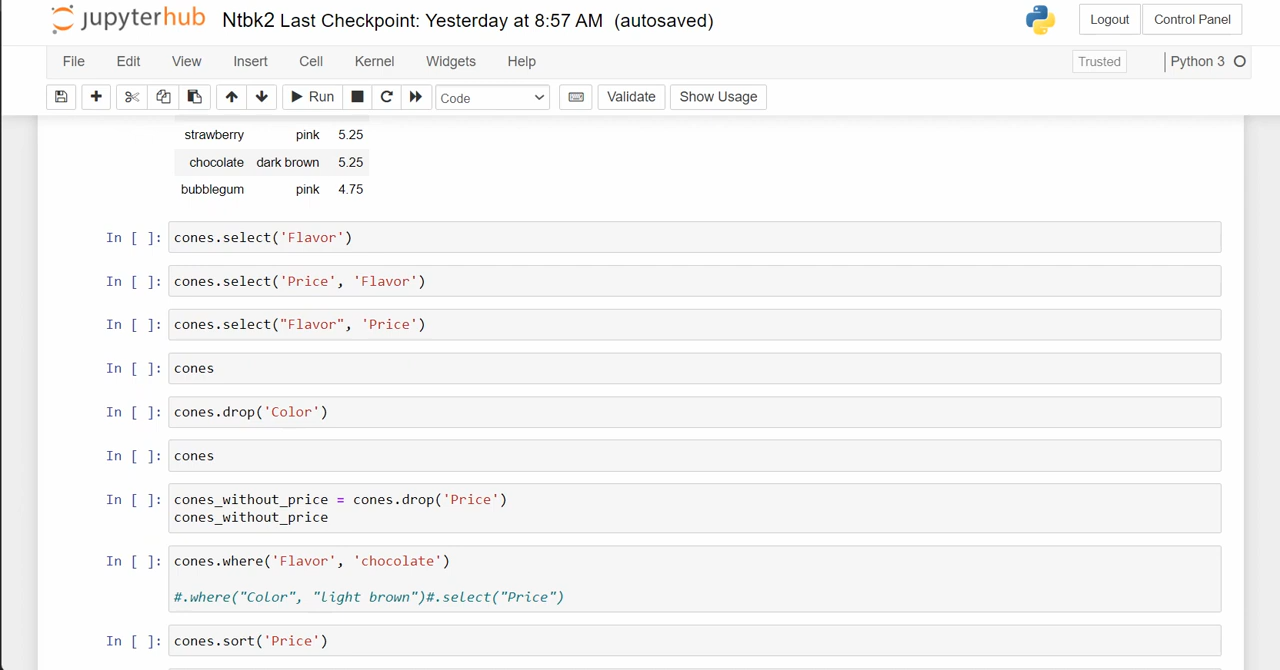 jupyterhub Ntbk2 Last Checkpoint: Yesterday at 8:57 AM (autosaved) Logout Control Panel
File Edit View Insert Cell Kernel Widgets Help Trusted Python 3
Run Code Validate Show Usage
strawberry pink 5.25
chocolate dark brown 5.25
bubblegum pink 4.75
In [ ]: cones.select('Flavor')
In [ ]: cones.select('Price', 'Flavor')
In [ ]: cones.select("Flavor", 'Price')
In [ ]: cones
In [ ]: cones.drop('Color')
In [ ]: cones
In [ ]: cones_without_price = cones.drop('Price')
cones_without_price
In [ ]: cones.where('Flavor', 'chocolate')
#.where("Color", "light brown")#.select("Price")
In [ ]: cones.sort('Price')